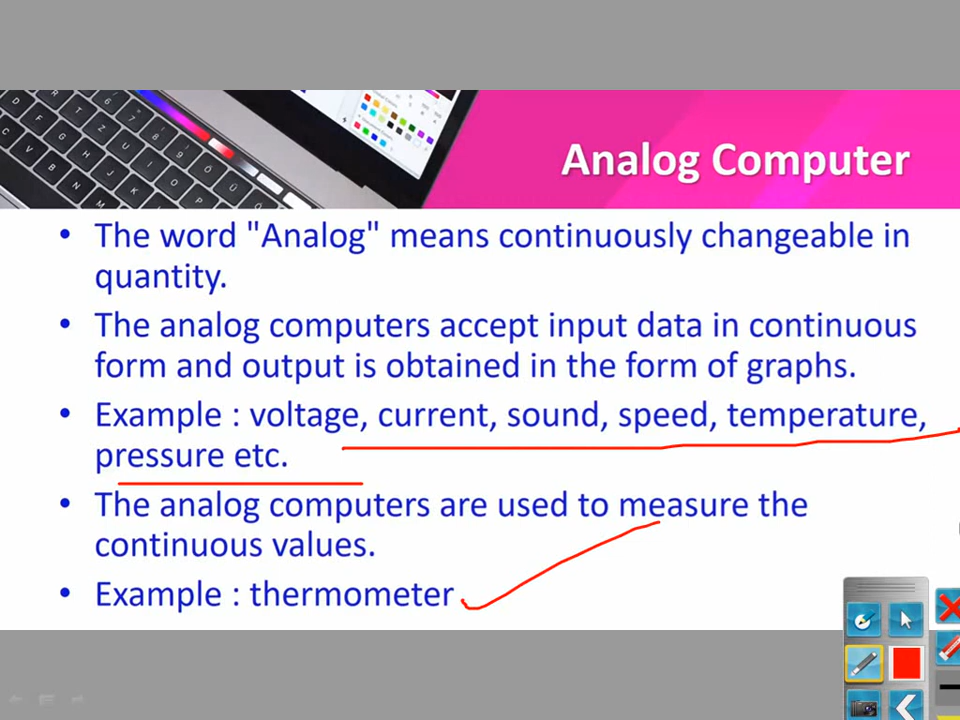 Analog Computer
• The word "Analog" means continuously changeable in
quantity.
• The analog computers accept input data in continuous
form and output is obtained in the form of graphs.
• Example : voltage, current, sound, speed, temperature,
pressure etc.
• The analog computers are used to measure the
continuous values.
• Example : thermometer